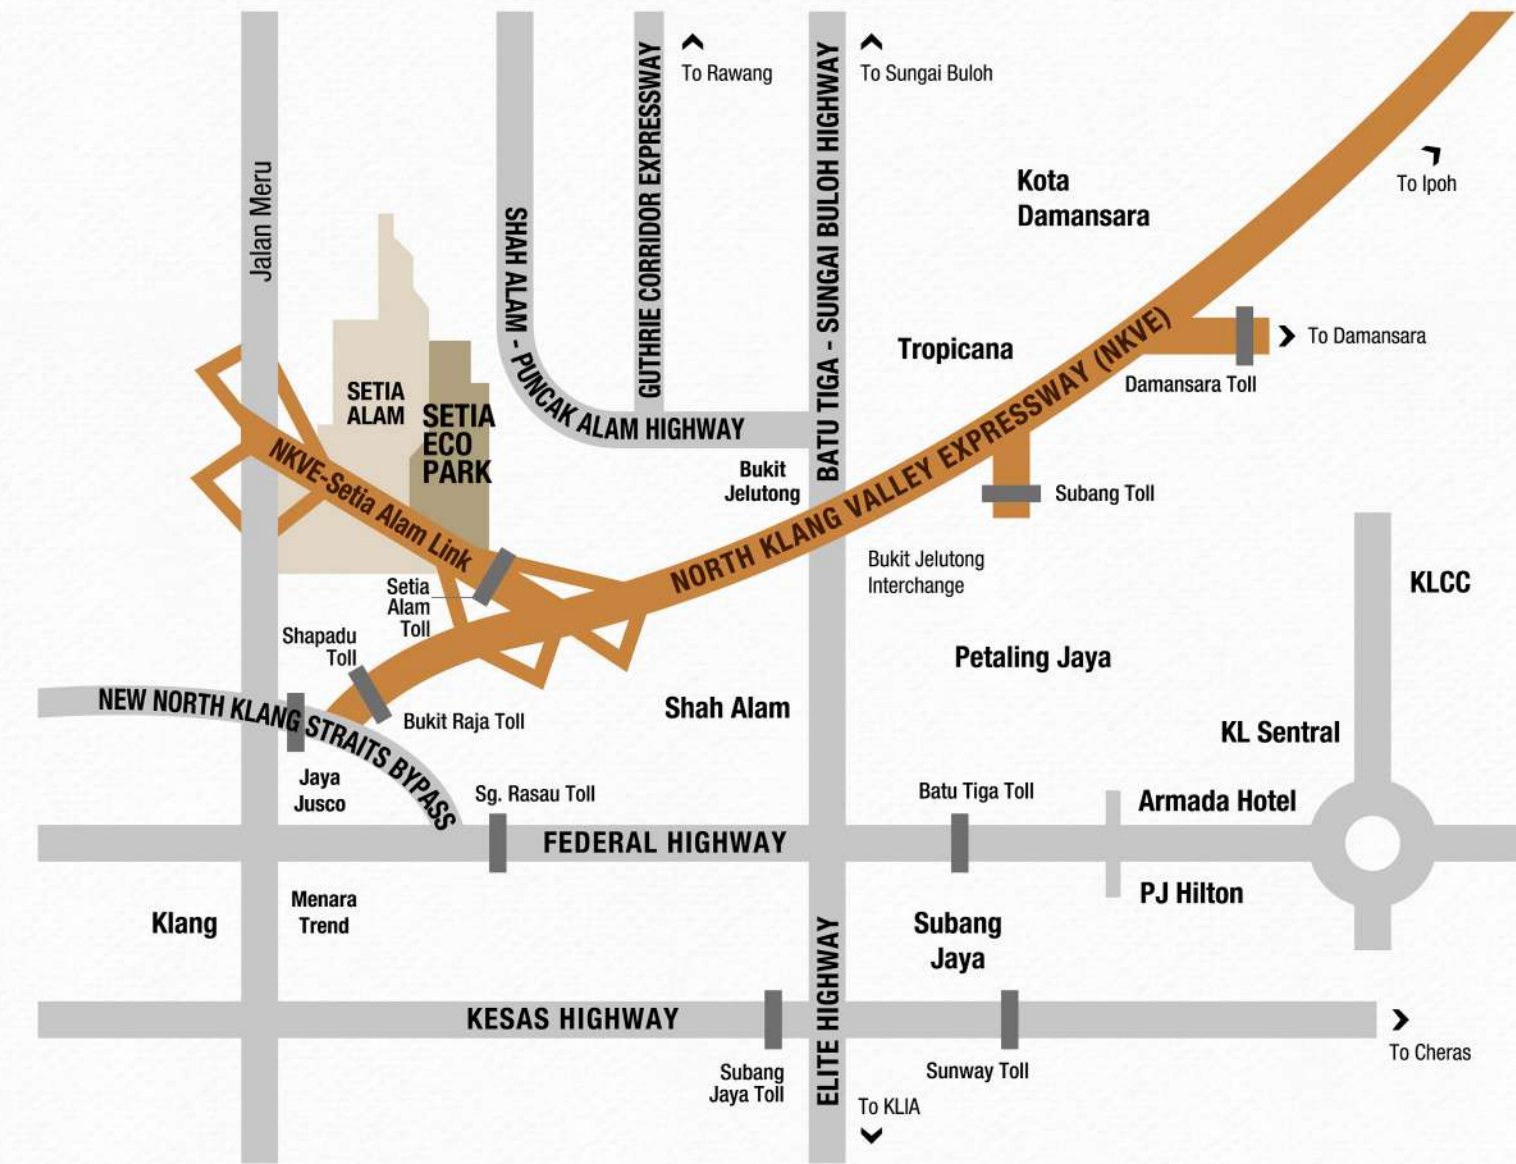 To Rawang
To Sungai Buloh
Jalan Meru
SHAH ALAM - PUNCAK ALAM HIGHWAY
GUTHRIE CORRIDOR EXPRESSWAY
BATU TIGA - SUNGAI BULOH HIGHWAY
Kota
Damansara
To Ipoh
Tropicana
To Damansara
Damansara Toll
SETIA
ALAM
SETIA
ECO
PARK
NKVE-Setia Alam Link
Bukit
Jelutong
NORTH KLANG VALLEY EXPRESSWAY (NKVE)
Subang Toll
Bukit Jelutong
Interchange
KLCC
Setia
Alam
Toll
Shapadu
Toll
Petaling Jaya
NEW NORTH KLANG STRAITS BYPASS
Bukit Raja Toll
Shah Alam
KL Sentral
Jaya
Jusco
Sg. Rasau Toll
Batu Tiga Toll
Armada Hotel
FEDERAL HIGHWAY
PJ Hilton
Menara
Trend
Klang
Subang
Jaya
ELITE HIGHWAY
KESAS HIGHWAY
To Cheras
Subang
Jaya Toll
Sunway Toll
To KLIA